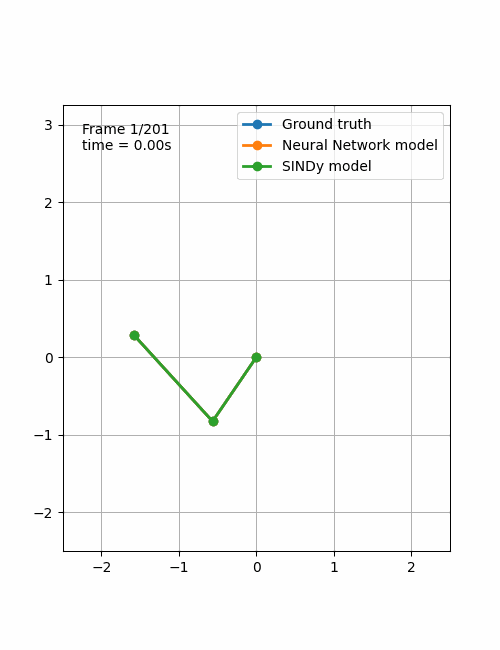 Frame 1/201
time = 0.00s
Ground truth
Neural Network model
SINDy model
3
2
1
0
−1
−2
−2
−1
0
1
2